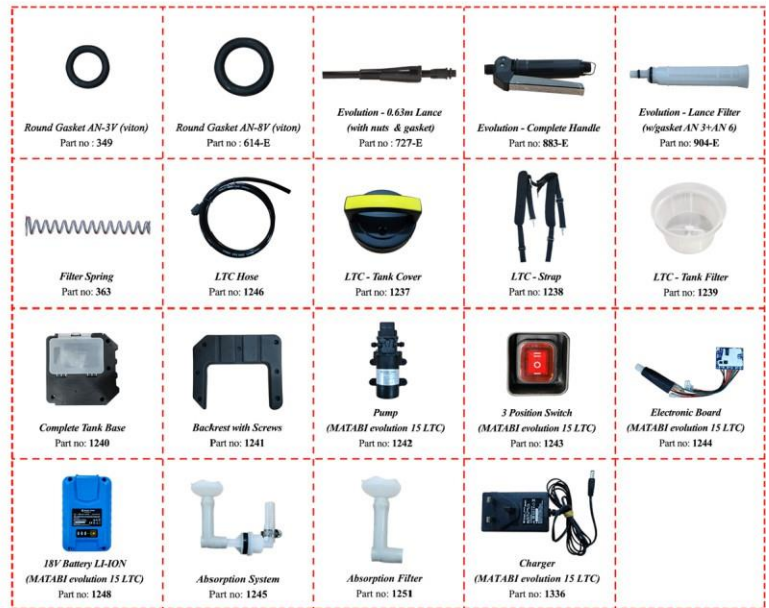 Round Gasket AN-3V (viton)
Part no : 349
Round Gasket AN-8V (viton)
Part no : 614-E
Evolution - 0.63m Lance
(with nuts & gasket)
Part no : 727-E
Evolution - Complete Handle
Part no: 883-E
Evolution - Lance Filter
(w/gasket AN 3+AN 6)
Part no: 904-E
Filter Spring
Part no: 363
LTC Hose
Part no: 1246
LTC - Tank Cover
Part no: 1237
LTC - Strap
Part no: 1238
LTC - Tank Filter
Part no: 1239
Complete Tank Base
Part no: 1240
Backrest with Screws
Part no: 1241
Pump
(MATABI evolution 15 LTC)
Part no: 1242
3 Position Switch
(MATABI evolution 15 LTC)
Part no: 1243
Electronic Board
(MATABI evolution 15 LTC)
Part no: 1244
18V Battery LI-ION
(MATABI evolution 15 LTC)
Part no: 1248
Absorption System
Part no: 1245
Absorption Filter
Part no: 1251
Charger
(MATABI evolution 15 LTC)
Part no: 1336